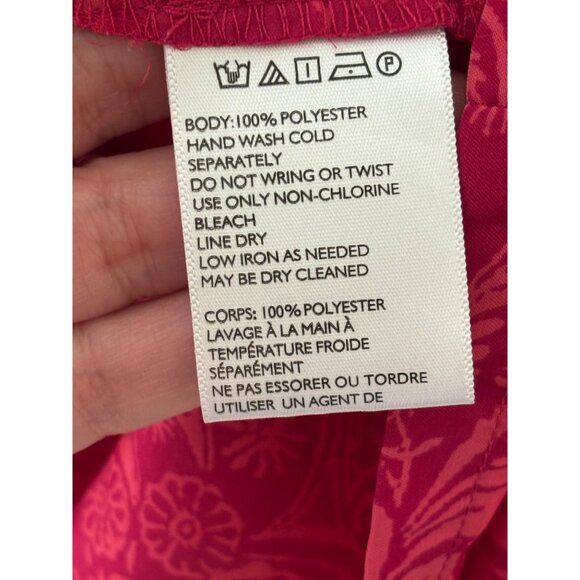 BODY: 100% POLYESTER
HAND WASH COLD
SEPARATELY
DO NOT WRING OR TWIST
USE ONLY NON-CHLORINE
BLEACH
LINE DRY
LOW IRON AS NEEDED
MAY BE DRY CLEANED
CORPS: 100% POLYESTER
LAVAGE À LA MAIN À
TEMPÉRATURE FROIDE
SÉPARÉMENT
NE PAS ESSORER OU TORDRE
UTILISER UN AGENT DE